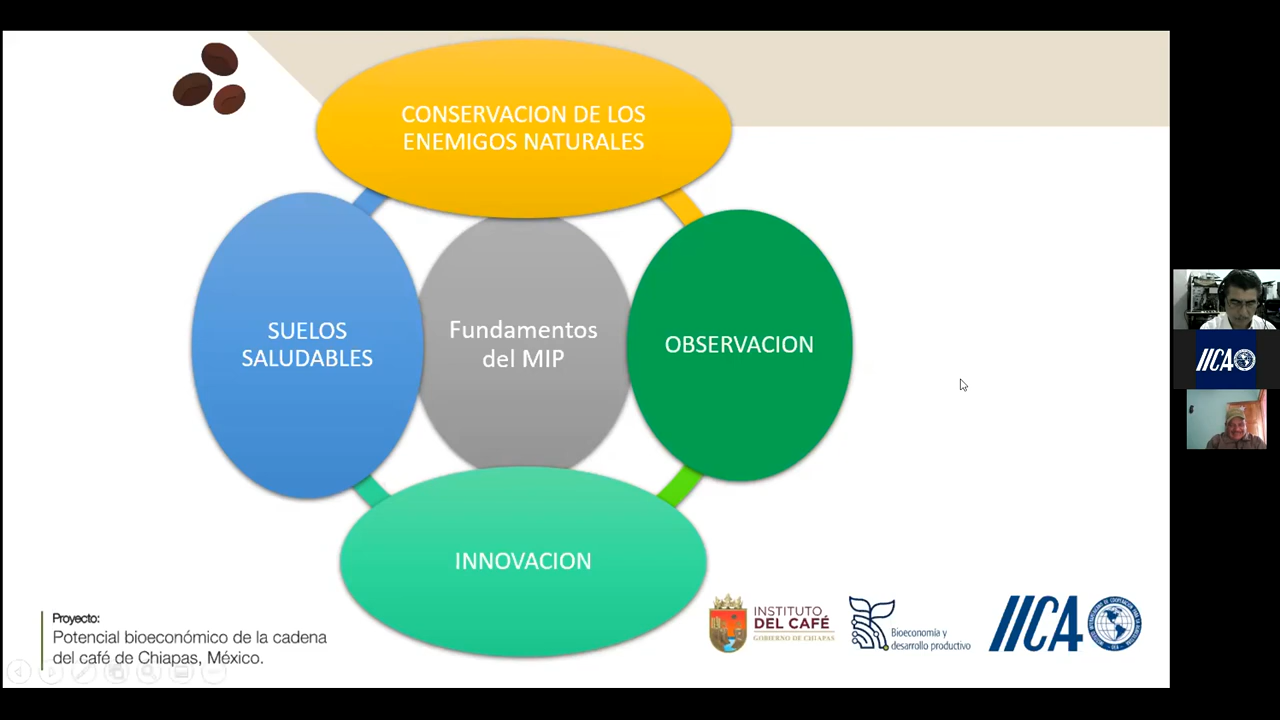 CONSERVACION DE LOS
ENEMIGOS NATURALES
SUELOS
SALUDABLES
Fundamentos
del MIP
OBSERVACION
INNOVACION
Proyecto:
Potencial bioeconómico de la cadena
del café de Chiapas, México.
INSTITUTO
DEL CAFÉ
GOBIERNO DE CHIAPAS
Bioeconomía y
desarrollo productivo
IICA
IICA